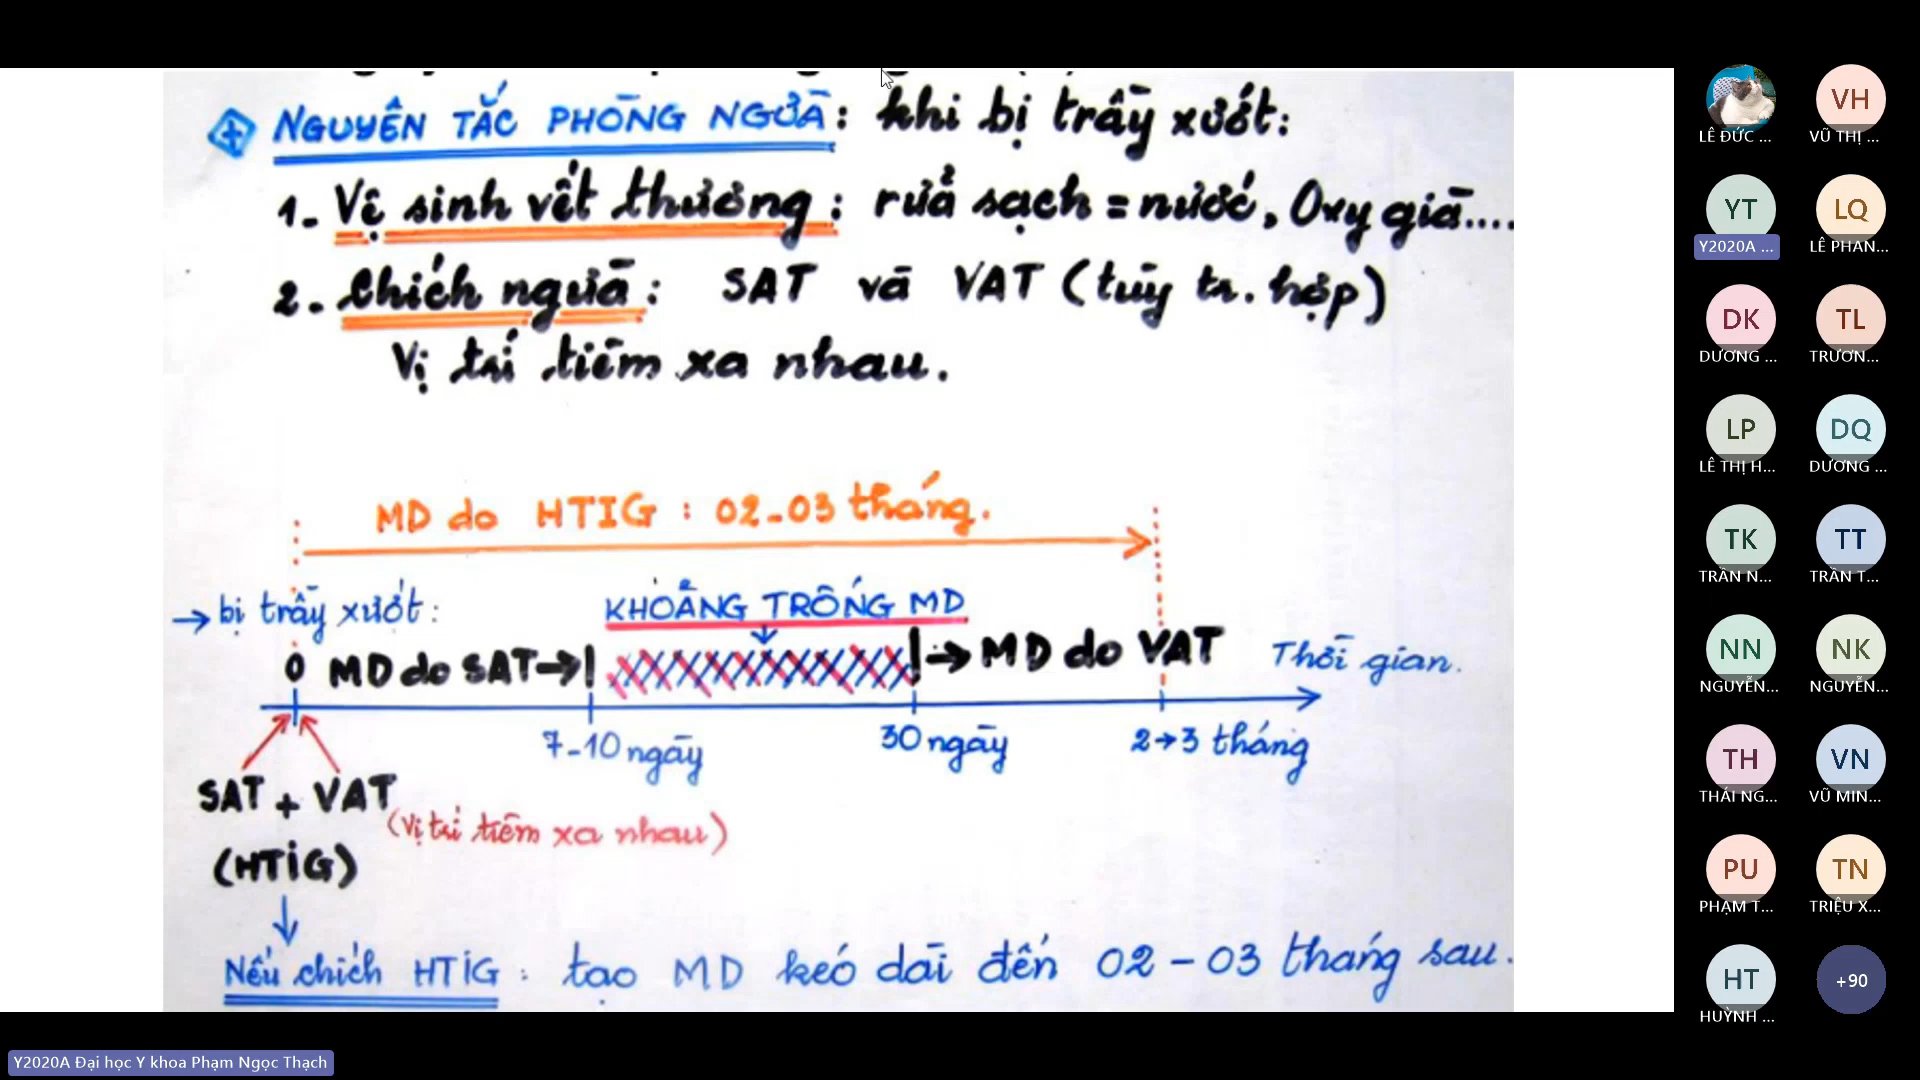 NGUYÊN TẮC PHÒNG NGỪA: khi bị trầy xướt:
1- Vệ sinh vết thương: rửa sạch = nước, Oxy già....
2- Chích ngừa: SAT và VAT (tùy tr. hợp)
Vị trí tiêm xa nhau.
MD do HTIG : 02-03 tháng.
→ bị trầy xướt:
KHOẢNG TRỐNG MD
0 MD do SAT→| |→ MD do VAT Thời gian.
7-10 ngày 30 ngày 2→3 tháng
SAT + VAT (Vị trí tiêm xa nhau)
(HTIG)
Nếu chích HTIG : tạo MD kéo dài đến 02 - 03 tháng sau.
LÊ ĐỨC ...
VH
VŨ THỊ ...
YT
Y2020A ...
LQ
LÊ PHAN...
DK
DƯƠNG ...
TL
TRƯƠN...
LP
LÊ THỊ H...
DQ
DƯƠNG ...
TK
TRẦN N...
TT
TRẦN T...
NN
NGUYỄN...
NK
NGUYỄN...
TH
THÁI NG...
VN
VŨ MIN...
PU
PHẠM T...
TN
TRIỆU X...
HT
HUỲNH ...
+90
Y2020A Đại học Y khoa Phạm Ngọc Thạch